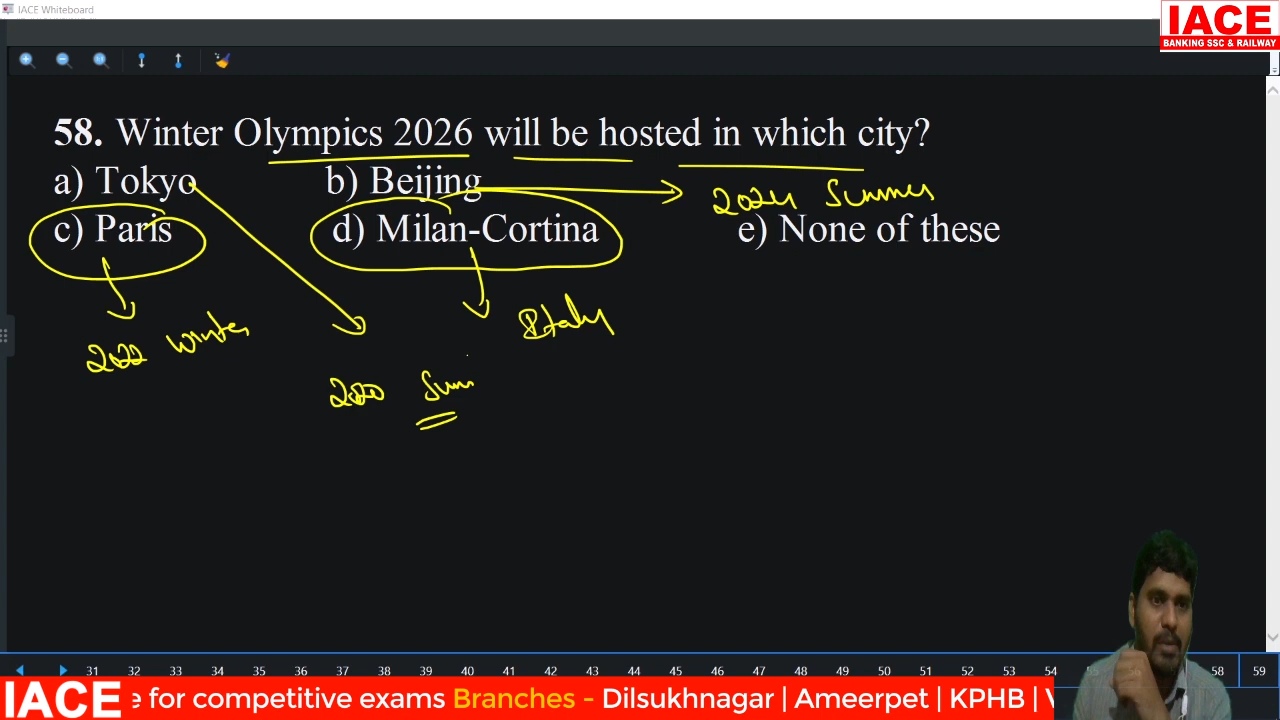 IACE Whiteboard
IACE
BANKING SSC & RAILWAY
58. Winter Olympics 2026 will be hosted in which city?
a) Tokyo b) Beijing
2024 Summer
c) Paris d) Milan-Cortina e) None of these
2022 Winter
Italy
2020 Sum
31 32 33 34 35 36 37 38 39 40 41 42 43 44 45 46 47 48 49 50 51 52 53 54 58 59
IACE e for competitive exams Branches - Dilsukhnagar | Ameerpet | KPHB | V